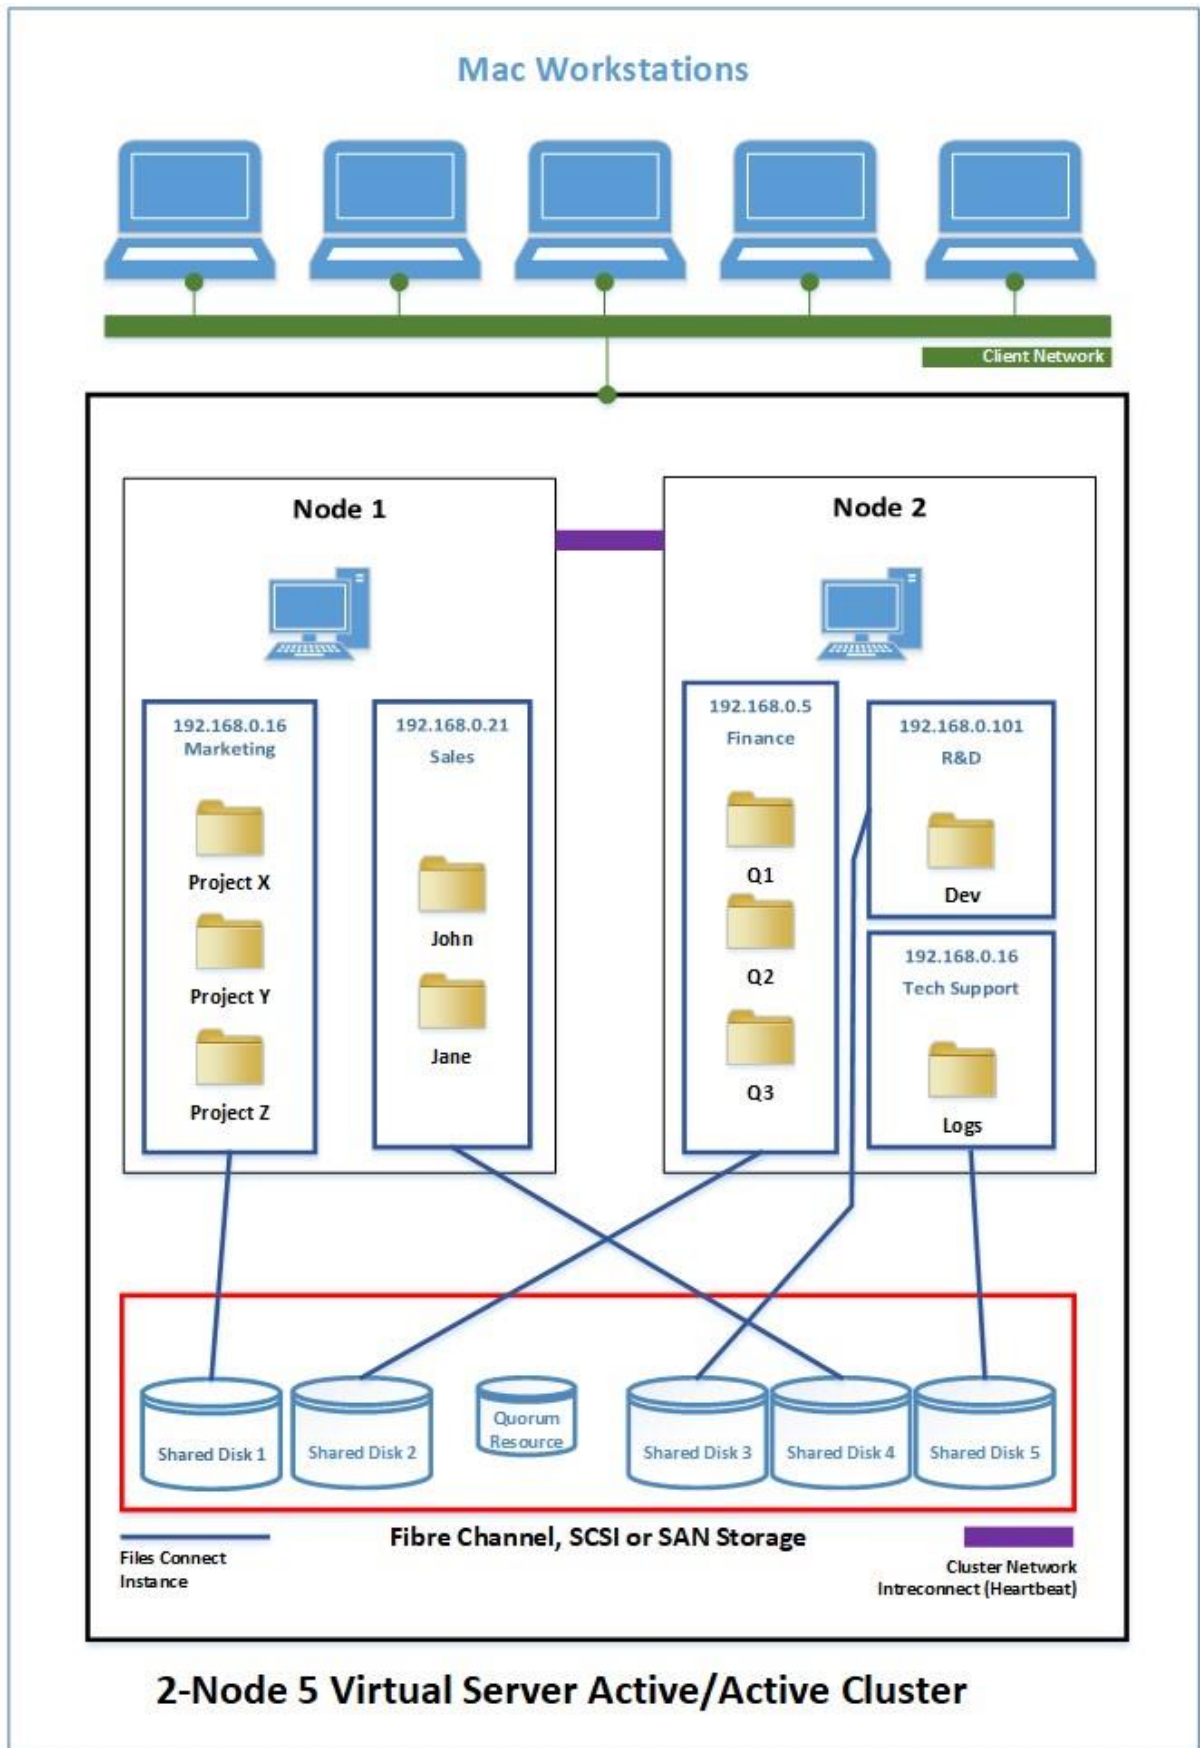 Mac Workstations
Client Network
Node 1
Node 2
192.168.0.16
Marketing
Project X
Project Y
Project Z
192.168.0.21
Sales
John
Jane
192.168.0.5
Finance
Q1
Q2
Q3
192.168.0.101
R&D
Dev
192.168.0.16
Tech Support
Logs
Shared Disk 1
Shared Disk 2
Quorum
Resource
Shared Disk 3
Shared Disk 4
Shared Disk 5
Files Connect
Instance
Fibre Channel, SCSI or SAN Storage
Cluster Network
Intreconnect (Heartbeat)
2-Node 5 Virtual Server Active/Active Cluster